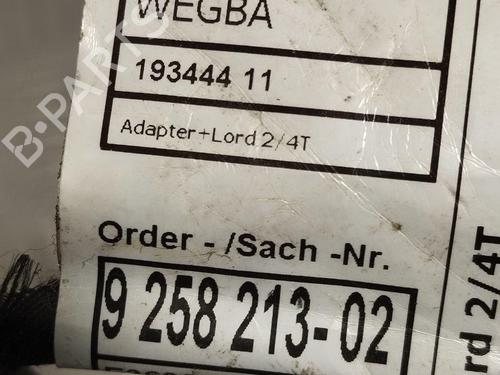 WEGBA
193444 11
Adapter+Lord 2/4T
Order - /Sach -Nr.
9 258 213-02
rd 2/4T
B-PARTS